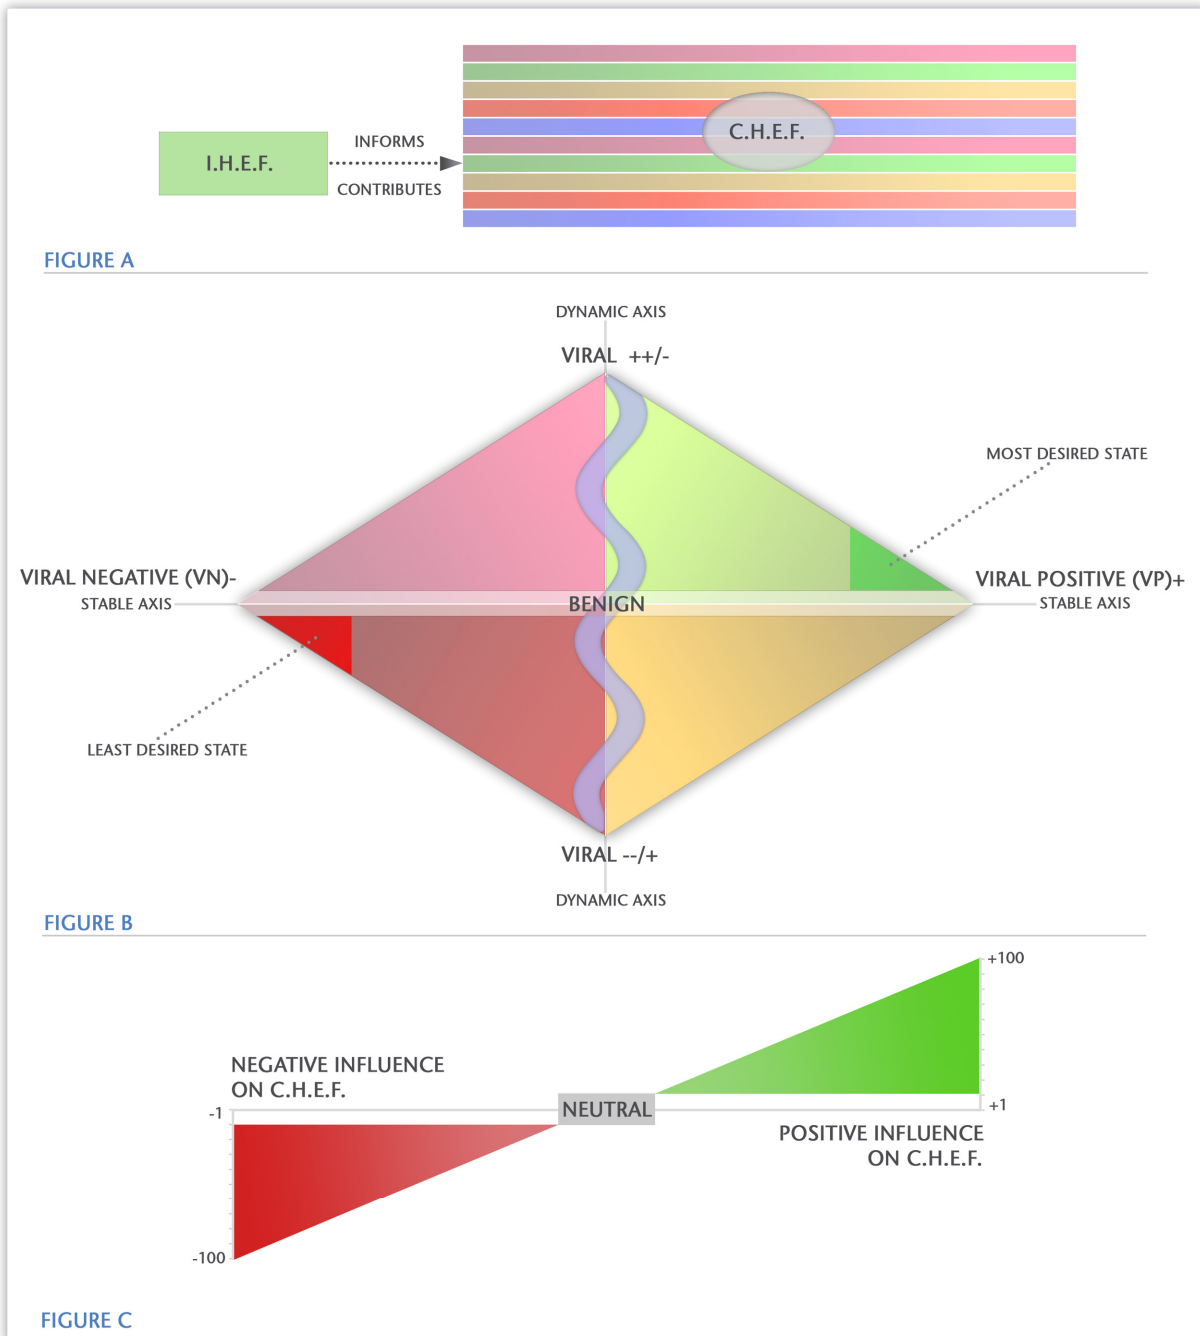 I.H.E.F.
INFORMS
CONTRIBUTES
C.H.E.F.
FIGURE A
DYNAMIC AXIS
VIRAL ++/-
MOST DESIRED STATE
VIRAL NEGATIVE (VN)-
STABLE AXIS
BENIGN
VIRAL POSITIVE (VP)+
STABLE AXIS
LEAST DESIRED STATE
VIRAL --/+
DYNAMIC AXIS
FIGURE B
+100
NEGATIVE INFLUENCE
ON C.H.E.F.
-1
NEUTRAL
+1
POSITIVE INFLUENCE
ON C.H.E.F.
-100
FIGURE C